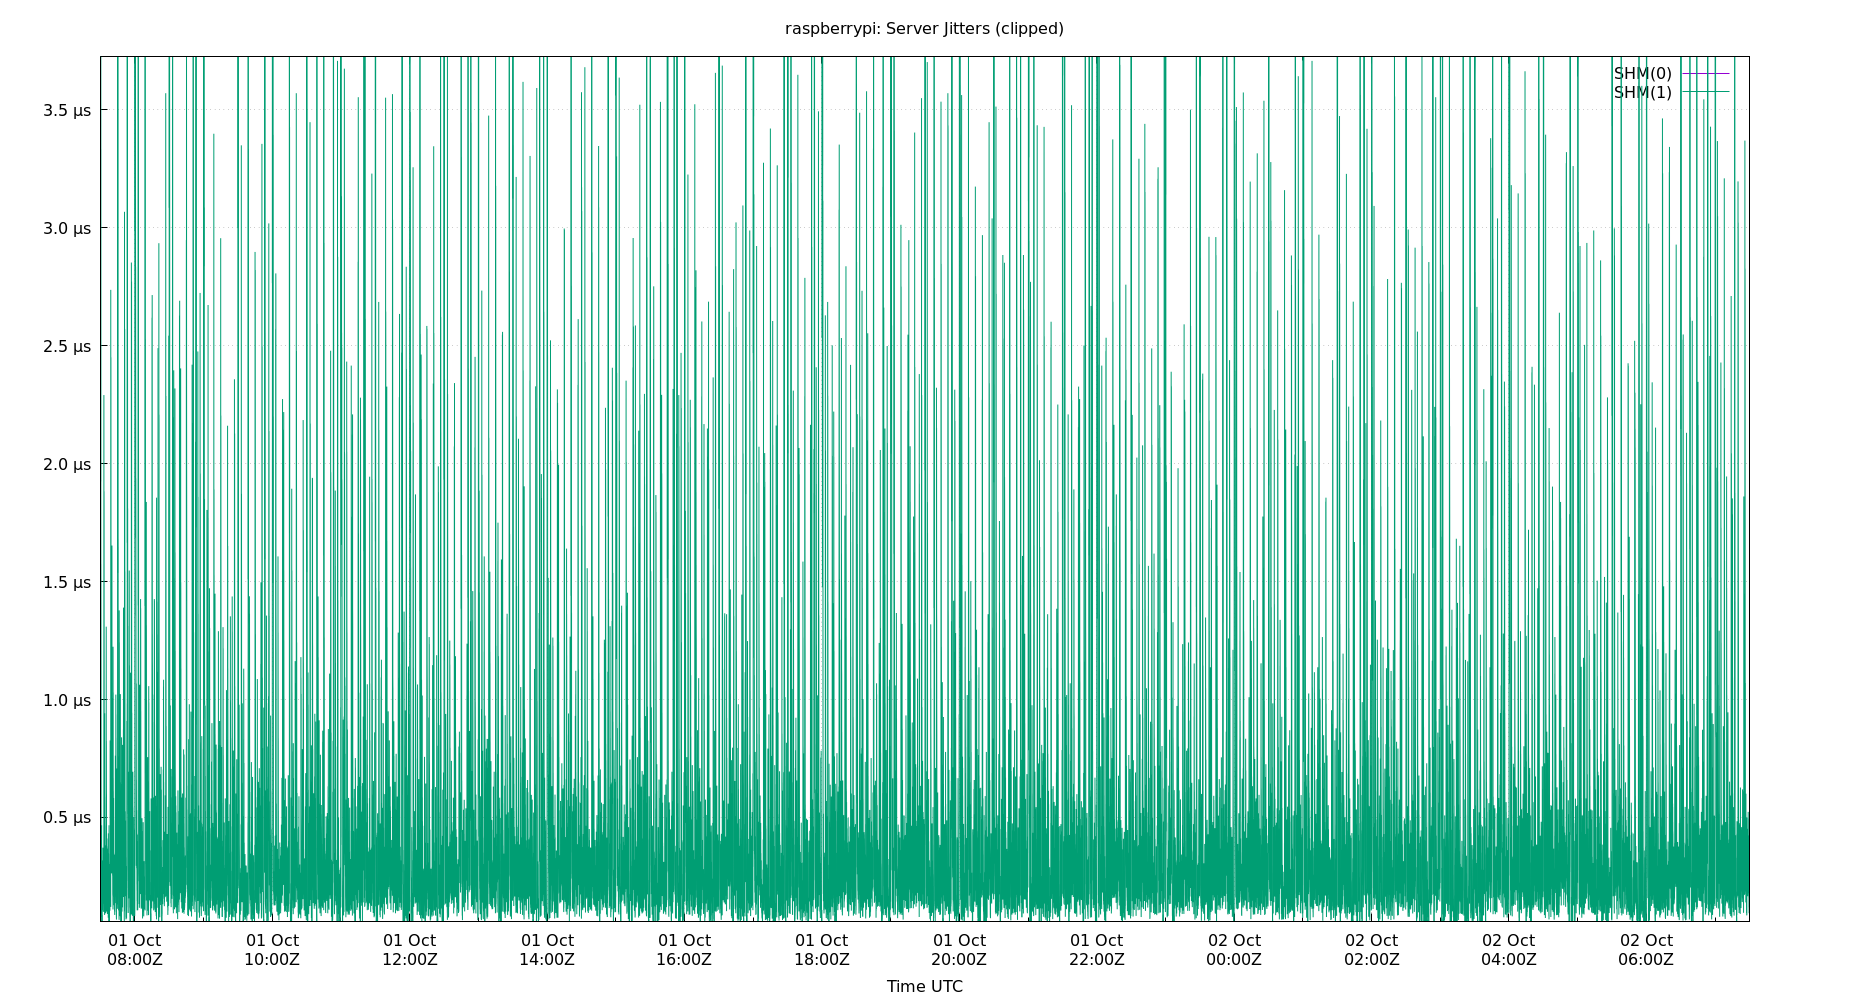 raspberrypi: Server Jitters (clipped)
SHM(0)
SHM(1)
3.5 µs
3.0 µs
2.5 µs
2.0 µs
1.5 µs
1.0 µs
0.5 µs
01 Oct 01 Oct 01 Oct 01 Oct 01 Oct 01 Oct 01 Oct 01 Oct 02 Oct 02 Oct 02 Oct 02 Oct
08:00Z 10:00Z 12:00Z 14:00Z 16:00Z 18:00Z 20:00Z 22:00Z 00:00Z 02:00Z 04:00Z 06:00Z
Time UTC